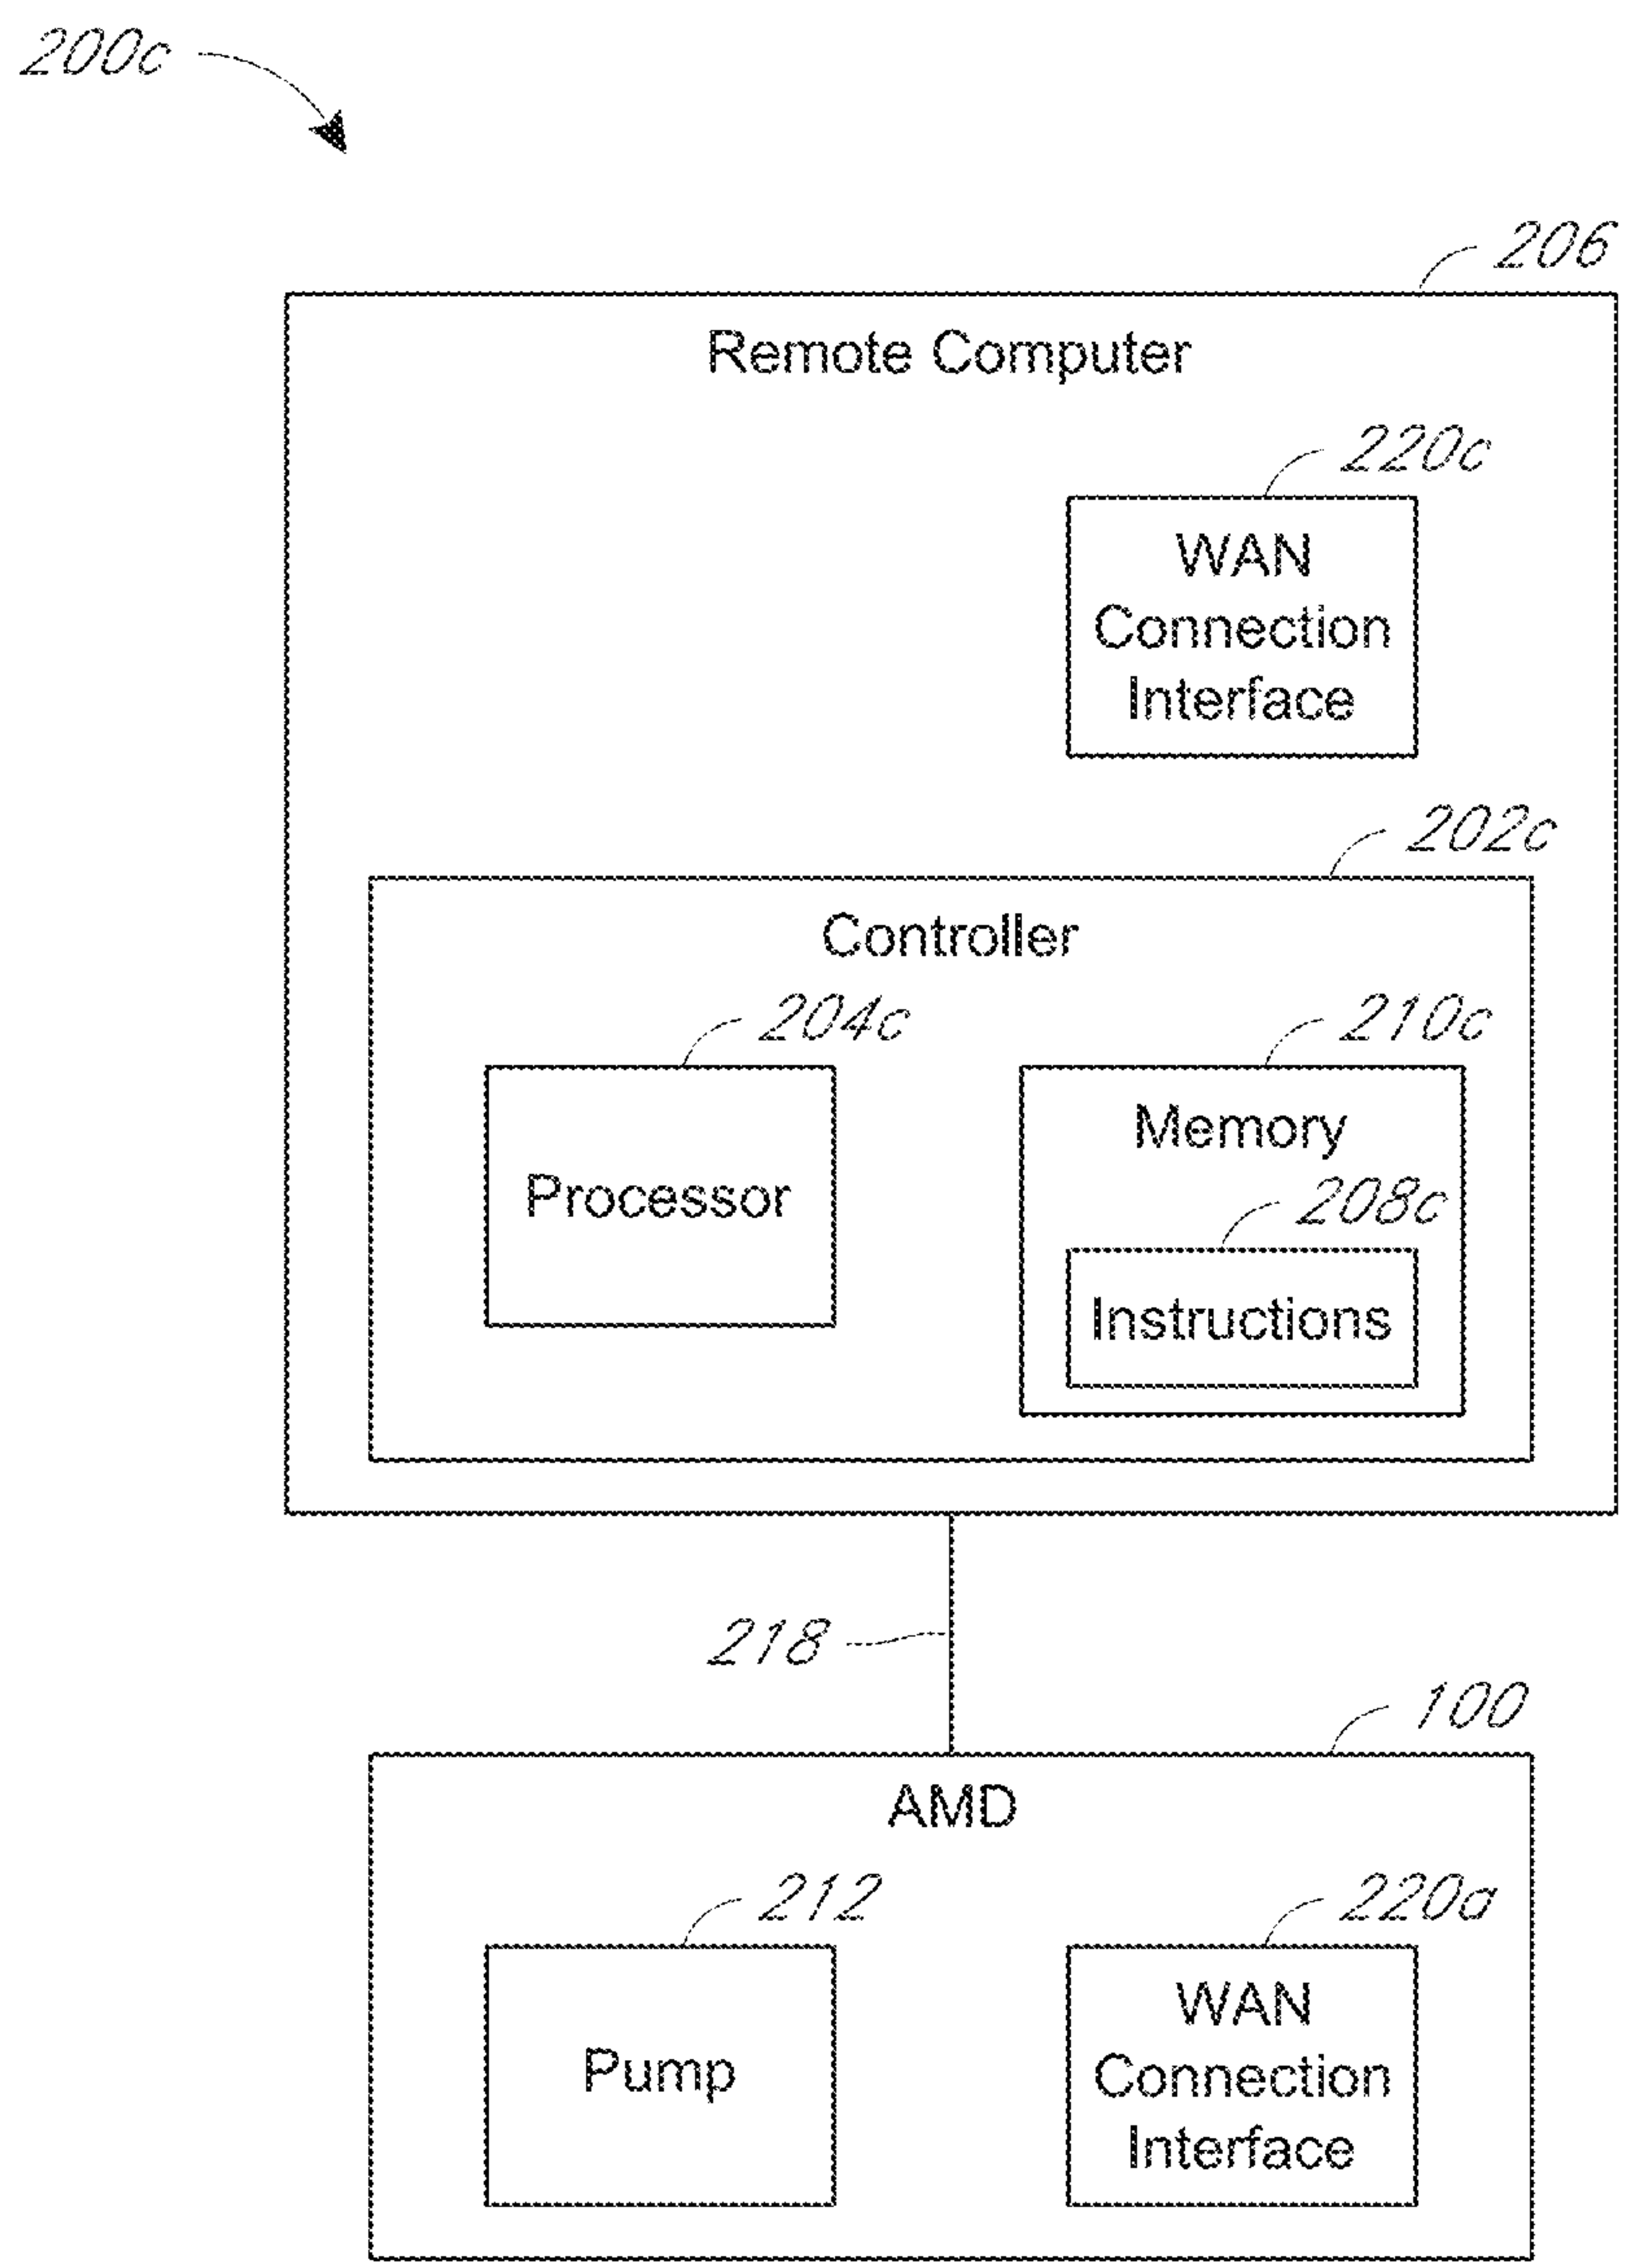 200c
206
Remote Computer
220c
WAN
Connection
Interface
202c
Controller
204c
210c
Processor
Memory
208c
Instructions
218
100
AMD
212
220a
Pump
WAN
Connection
Interface